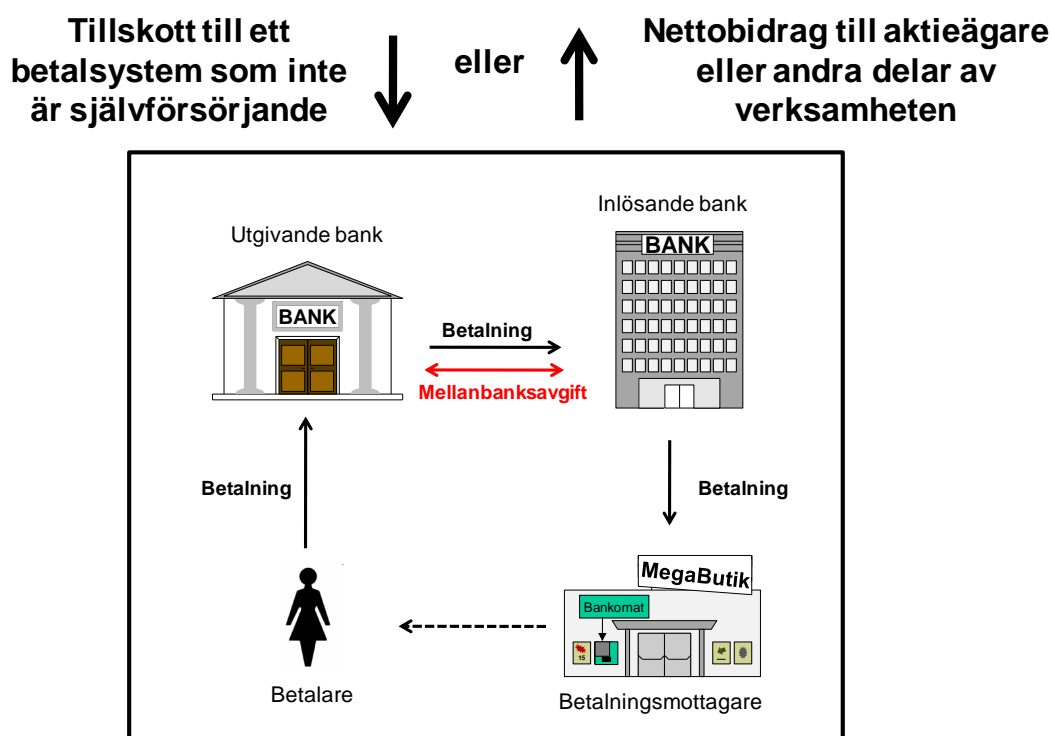 Tillskott till ett
betalsystem som inte
är självförsörjande
eller
Nettobidrag till aktieägare
eller andra delar av
verksamheten
Utgivande bank
Inlösande bank
BANK
BANK
Betalning
Mellanbanksavgift
Betalning
Betalning
MegaButik
Bankomat
15
Betalare
Betalningsmottagare